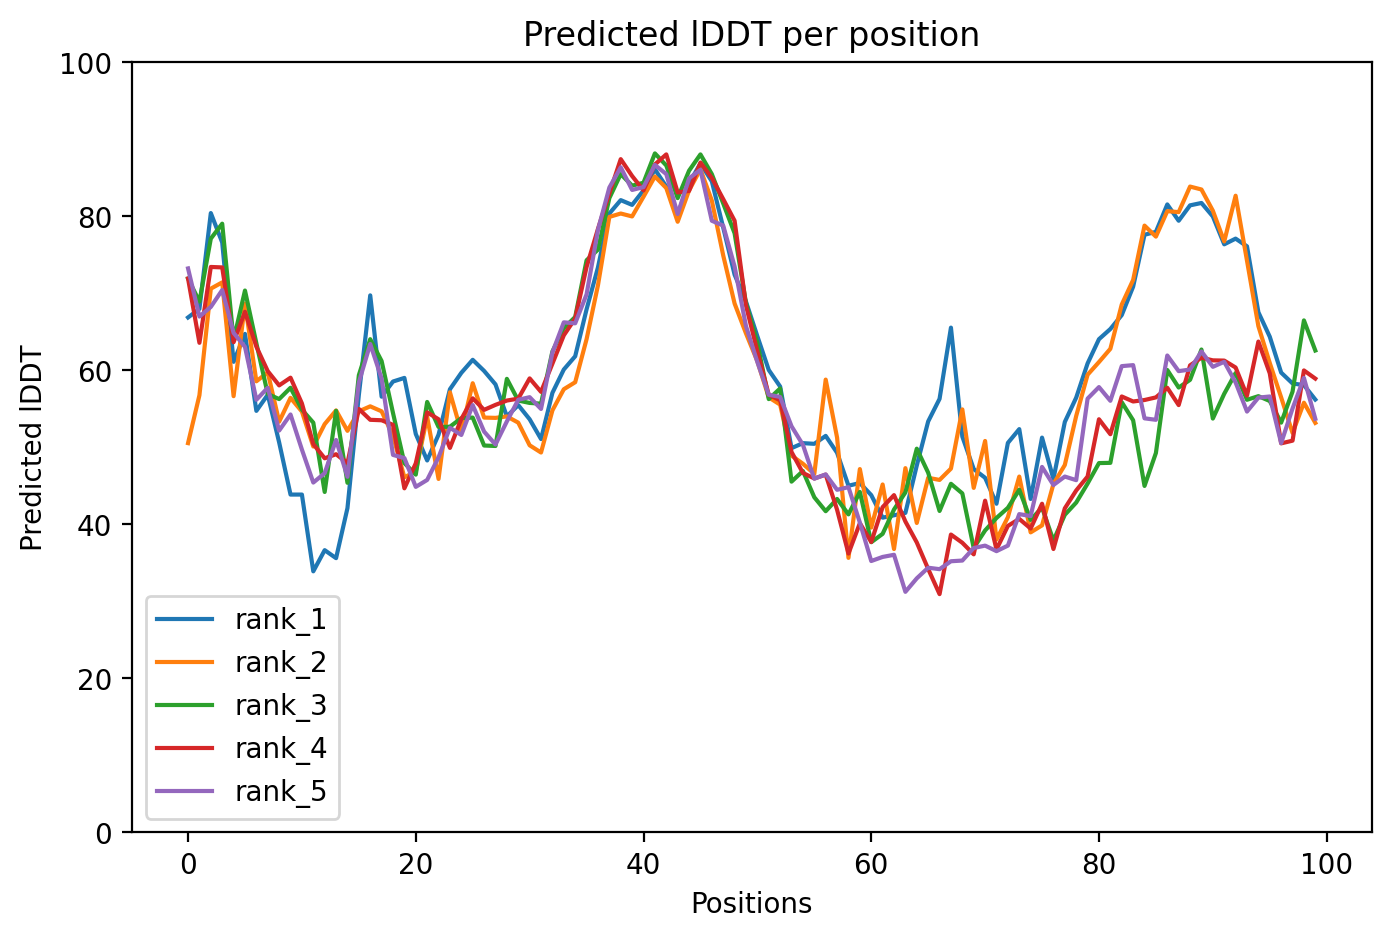 Predicted lDDT per position
100
80
60
40
20
0
Predicted lDDT
rank_1
rank_2
rank_3
rank_4
rank_5
0 20 40 60 80 100
Positions